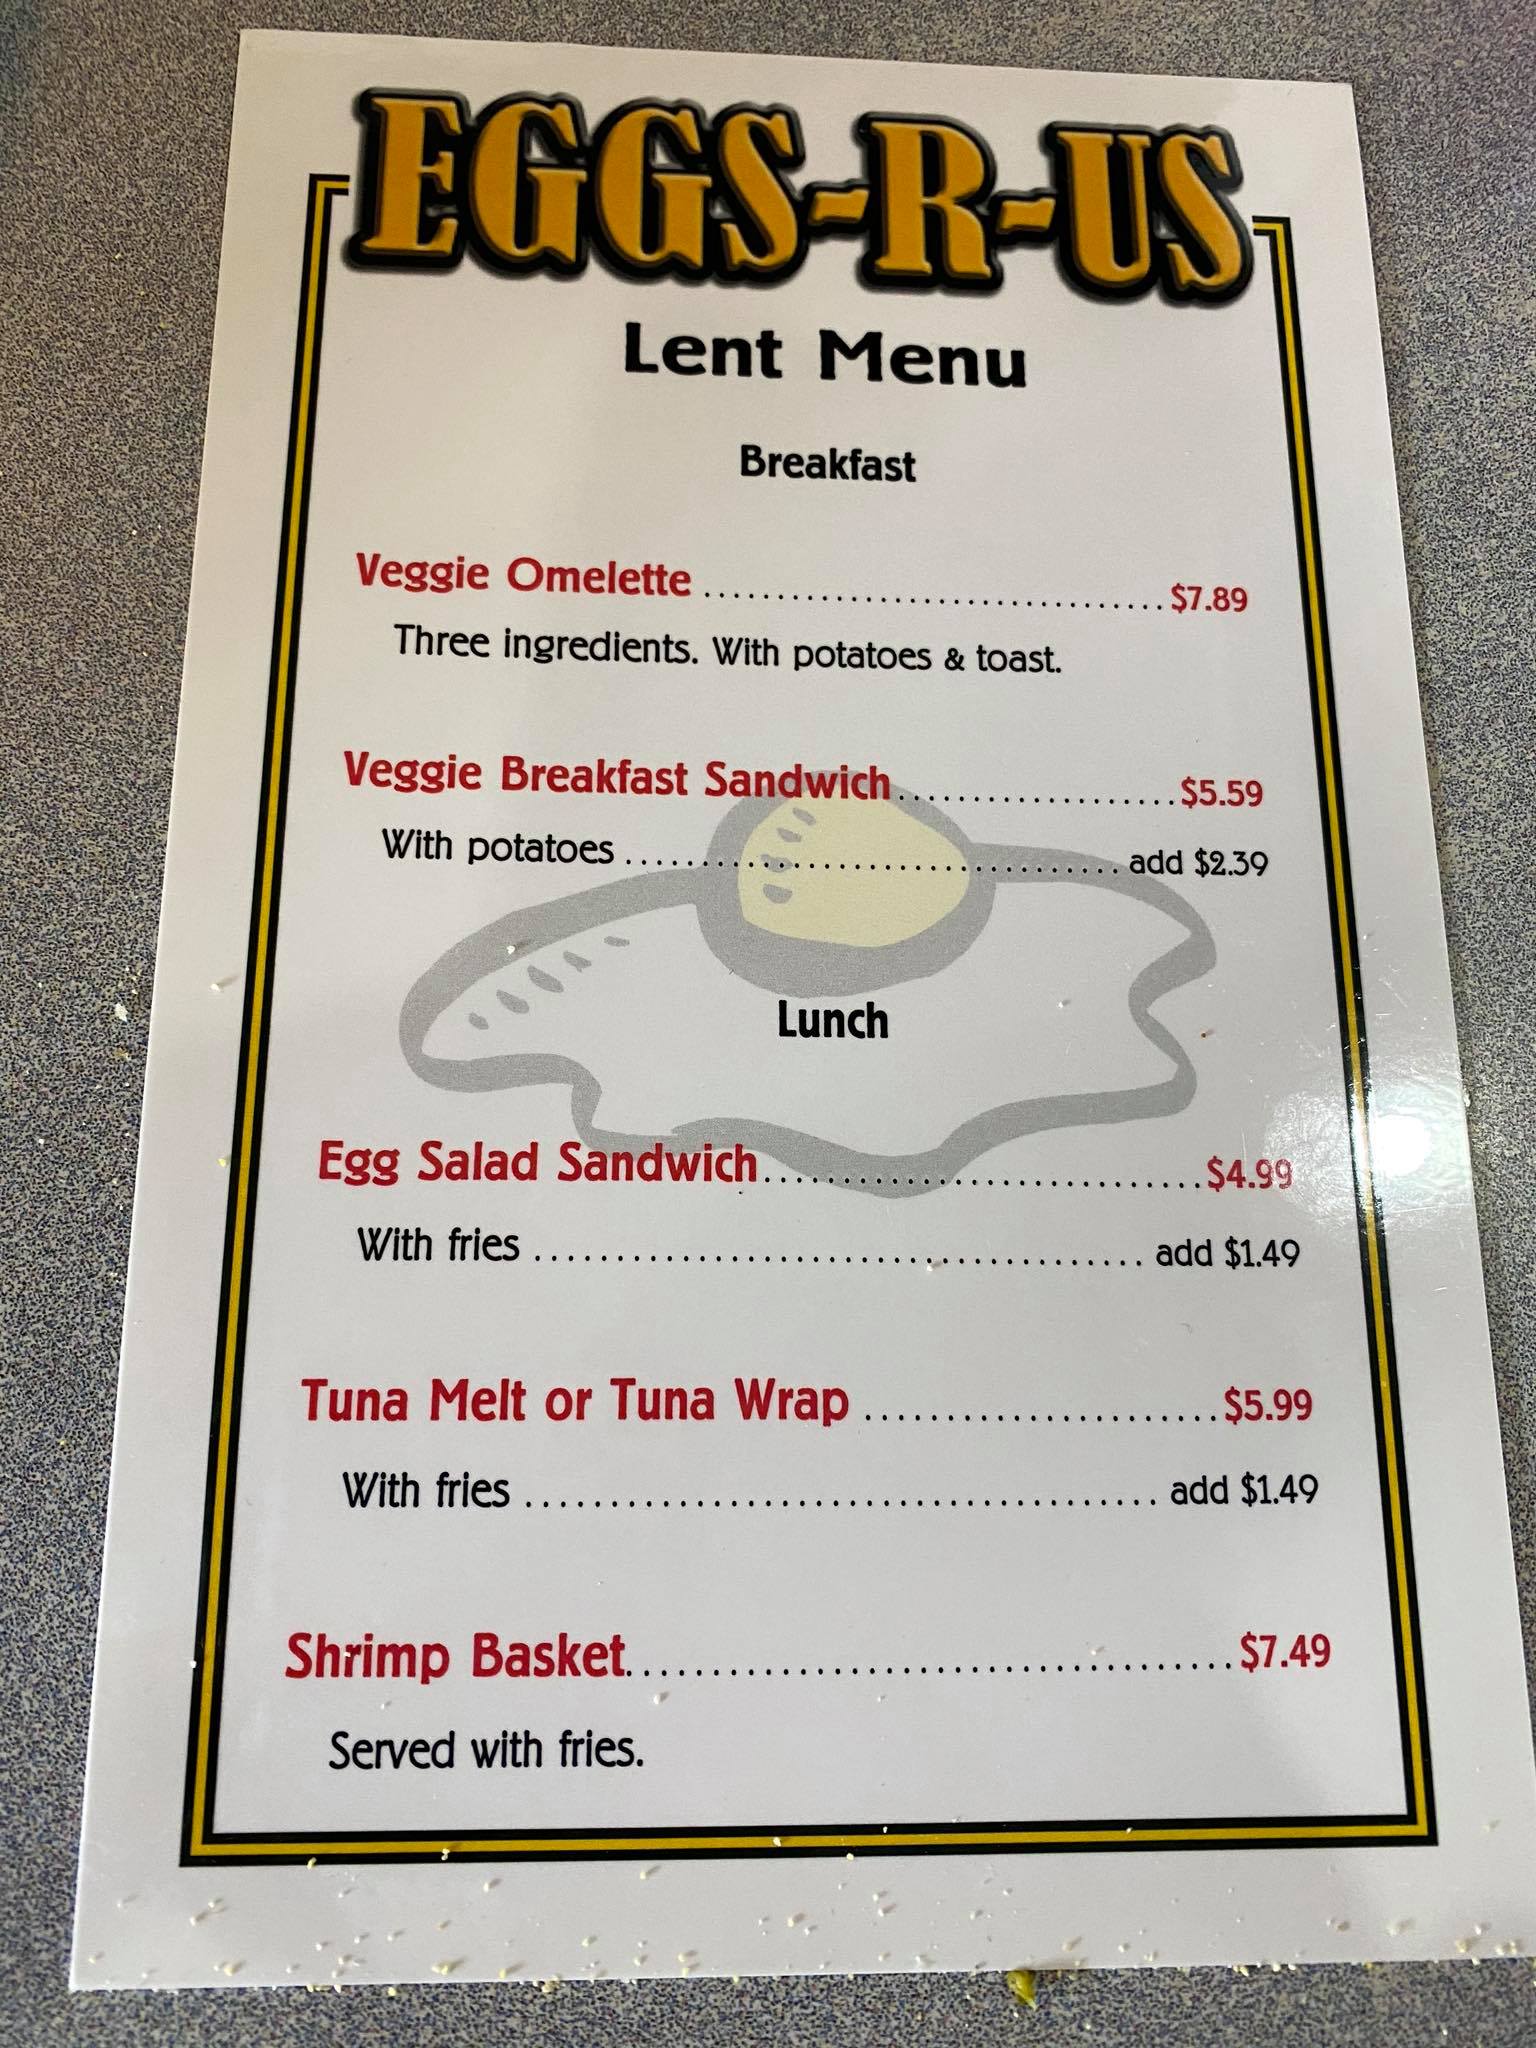 EGGS-R-US
Lent Menu
Breakfast
Veggie Omelette ................................ $7.89
Three ingredients. With potatoes & toast.
Veggie Breakfast Sandwich .................. $5.59
With potatoes ................................ add $2.39
Lunch
Egg Salad Sandwich ........................... $4.99
With fries ...................................... add $1.49
Tuna Melt or Tuna Wrap ...................... $5.99
With fries ...................................... add $1.49
Shrimp Basket .................................... $7.49
Served with fries.